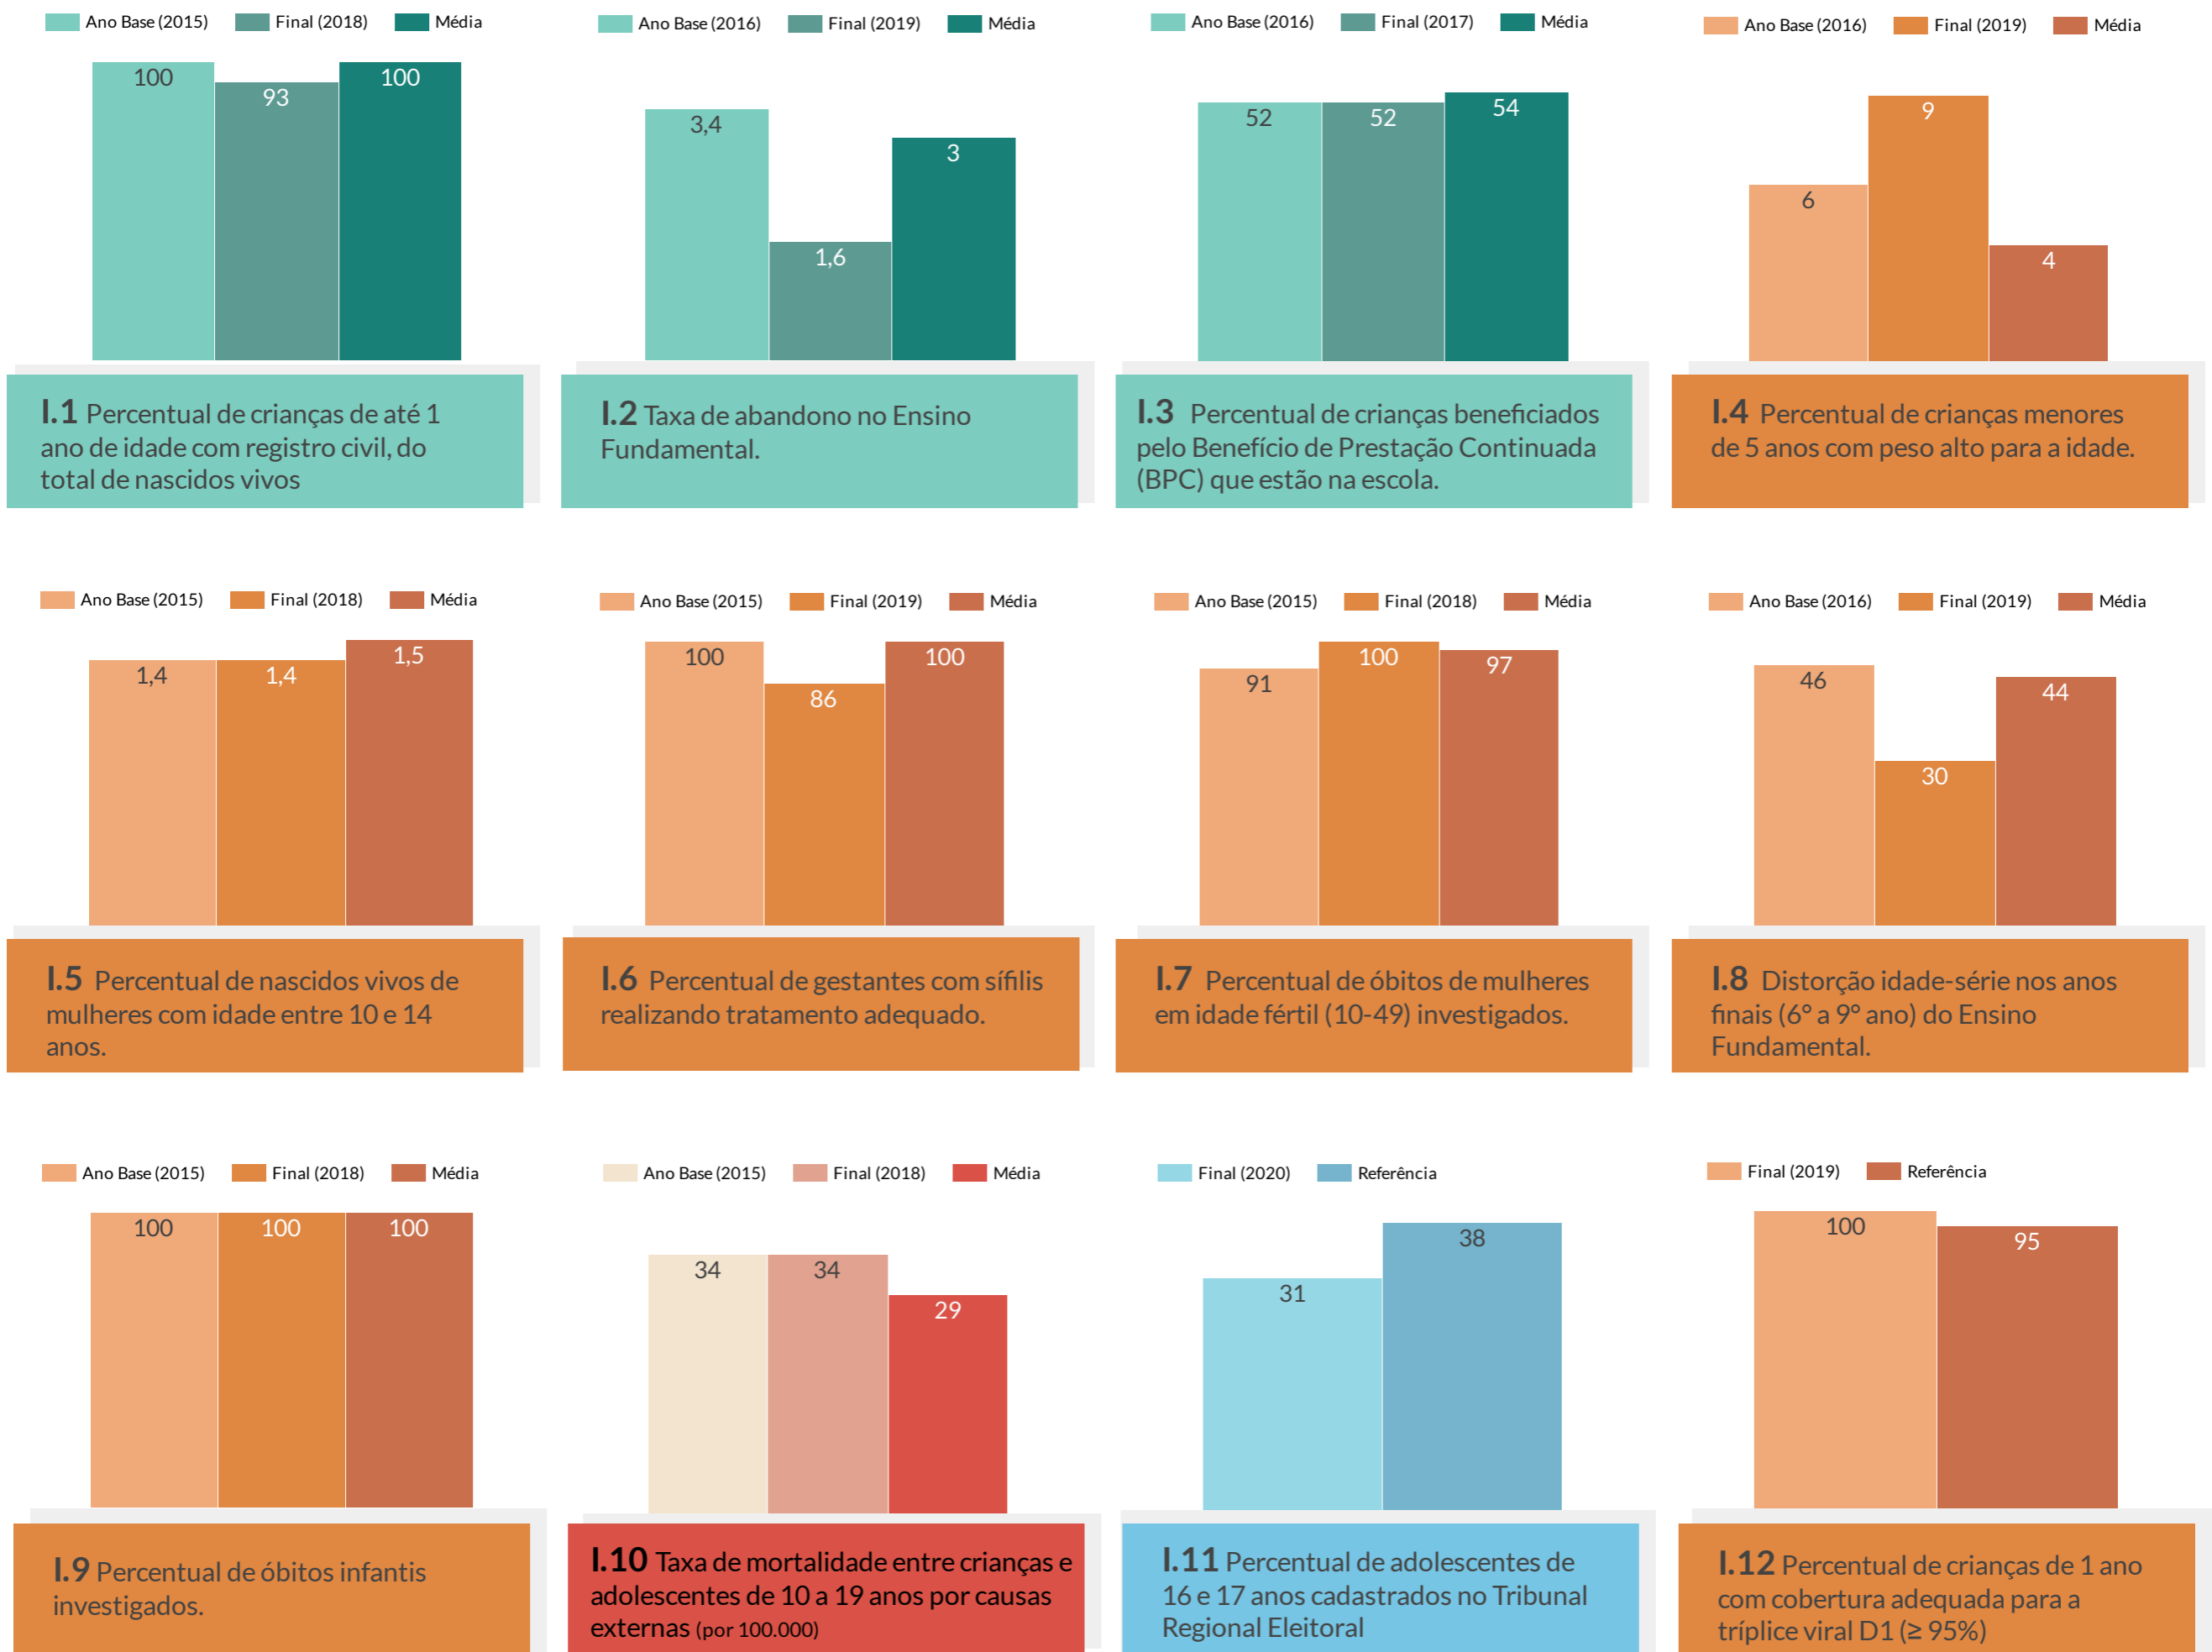 Ano Base (2015) Final (2018) Média
100 93 100
I.1 Percentual de crianças de até 1
ano de idade com registro civil, do
total de nascidos vivos
Ano Base (2016) Final (2019) Média
3,4 1,6 3
I.2 Taxa de abandono no Ensino
Fundamental.
Ano Base (2016) Final (2017) Média
52 52 54
I.3 Percentual de crianças beneficiados
pelo Benefício de Prestação Continuada
(BPC) que estão na escola.
Ano Base (2016) Final (2019) Média
6 9 4
I.4 Percentual de crianças menores
de 5 anos com peso alto para a idade.
Ano Base (2015) Final (2018) Média
1,4 1,4 1,5
I.5 Percentual de nascidos vivos de
mulheres com idade entre 10 e 14
anos.
Ano Base (2015) Final (2019) Média
100 86 100
I.6 Percentual de gestantes com sífilis
realizando tratamento adequado.
Ano Base (2015) Final (2018) Média
91 100 97
I.7 Percentual de óbitos de mulheres
em idade fértil (10-49) investigados.
Ano Base (2016) Final (2019) Média
46 30 44
I.8 Distorção idade-série nos anos
finais (6° a 9° ano) do Ensino
Fundamental.
Ano Base (2015) Final (2018) Média
100 100 100
I.9 Percentual de óbitos infantis
investigados.
Ano Base (2015) Final (2018) Média
34 34 29
I.10 Taxa de mortalidade entre crianças e
adolescentes de 10 a 19 anos por causas
externas (por 100.000)
Final (2020) Referência
31 38
I.11 Percentual de adolescentes de
16 e 17 anos cadastrados no Tribunal
Regional Eleitoral
Final (2019) Referência
100 95
I.12 Percentual de crianças de 1 ano
com cobertura adequada para a
tríplice viral D1 (≥ 95%)